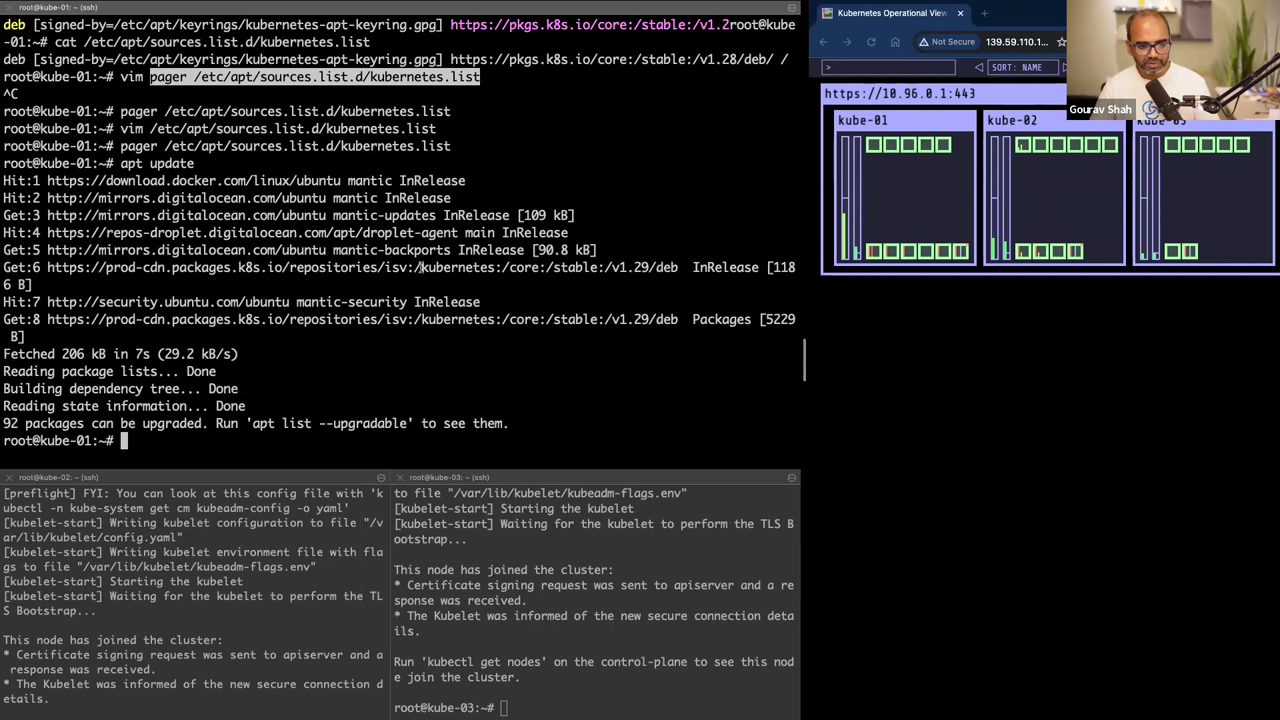 root@kube-01: ~ (ssh)
deb [signed-by=/etc/apt/keyrings/kubernetes-apt-keyring.gpg] https://pkgs.k8s.io/core:/stable:/v1.2root@kube
-01:~# cat /etc/apt/sources.list.d/kubernetes.list
deb [signed-by=/etc/apt/keyrings/kubernetes-apt-keyring.gpg] https://pkgs.k8s.io/core:/stable:/v1.28/deb/ /
root@kube-01:~# vim pager /etc/apt/sources.list.d/kubernetes.list
^C
root@kube-01:~# pager /etc/apt/sources.list.d/kubernetes.list
root@kube-01:~# vim /etc/apt/sources.list.d/kubernetes.list
root@kube-01:~# pager /etc/apt/sources.list.d/kubernetes.list
root@kube-01:~# apt update
Hit:1 https://download.docker.com/linux/ubuntu mantic InRelease
Hit:2 http://mirrors.digitalocean.com/ubuntu mantic InRelease
Get:3 http://mirrors.digitalocean.com/ubuntu mantic-updates InRelease [109 kB]
Hit:4 https://repos-droplet.digitalocean.com/apt/droplet-agent main InRelease
Get:5 http://mirrors.digitalocean.com/ubuntu mantic-backports InRelease [90.8 kB]
Get:6 https://prod-cdn.packages.k8s.io/repositories/isv:/kubernetes:/core:/stable:/v1.29/deb  InRelease [118
6 B]
Hit:7 http://security.ubuntu.com/ubuntu mantic-security InRelease
Get:8 https://prod-cdn.packages.k8s.io/repositories/isv:/kubernetes:/core:/stable:/v1.29/deb  Packages [5229
B]
Fetched 206 kB in 7s (29.2 kB/s)
Reading package lists... Done
Building dependency tree... Done
Reading state information... Done
92 packages can be upgraded. Run 'apt list --upgradable' to see them.
root@kube-01:~#
root@kube-02: ~ (ssh)
[preflight] FYI: You can look at this config file with 'k
ubectl -n kube-system get cm kubeadm-config -o yaml'
[kubelet-start] Writing kubelet configuration to file "/v
ar/lib/kubelet/config.yaml"
[kubelet-start] Writing kubelet environment file with fla
gs to file "/var/lib/kubelet/kubeadm-flags.env"
[kubelet-start] Starting the kubelet
[kubelet-start] Waiting for the kubelet to perform the TL
S Bootstrap...
This node has joined the cluster:
* Certificate signing request was sent to apiserver and a
 response was received.
* The Kubelet was informed of the new secure connection d
etails.
root@kube-03: ~ (ssh)
to file "/var/lib/kubelet/kubeadm-flags.env"
[kubelet-start] Starting the kubelet
[kubelet-start] Waiting for the kubelet to perform the TLS B
ootstrap...
This node has joined the cluster:
* Certificate signing request was sent to apiserver and a re
sponse was received.
* The Kubelet was informed of the new secure connection deta
ils.
Run 'kubectl get nodes' on the control-plane to see this nod
e join the cluster.
root@kube-03:~#
Kubernetes Operational View
Not Secure
139.59.110.1
>
SORT: NAME
https://10.96.0.1:443
Gourav Shah
kube-01
kube-02